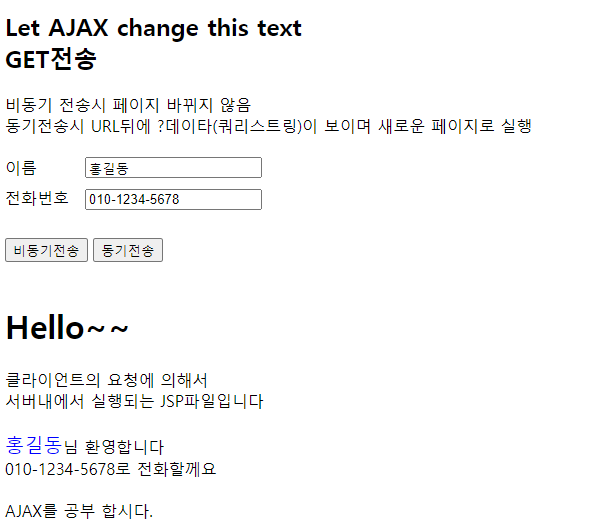 Let AJAX change this text
GET전송
비동기 전송시 페이지 바뀌지 않음
동기전송시 URL뒤에 ?데이타(쿼리스트링)이 보이며 새로운 페이지로 실행
이름 홍길동
전화번호 010-1234-5678
비동기전송 동기전송
Hello~~
클라이언트의 요청에 의해서
서버내에서 실행되는 JSP파일입니다
홍길동님 환영합니다
010-1234-5678로 전화할께요
AJAX를 공부 합시다.